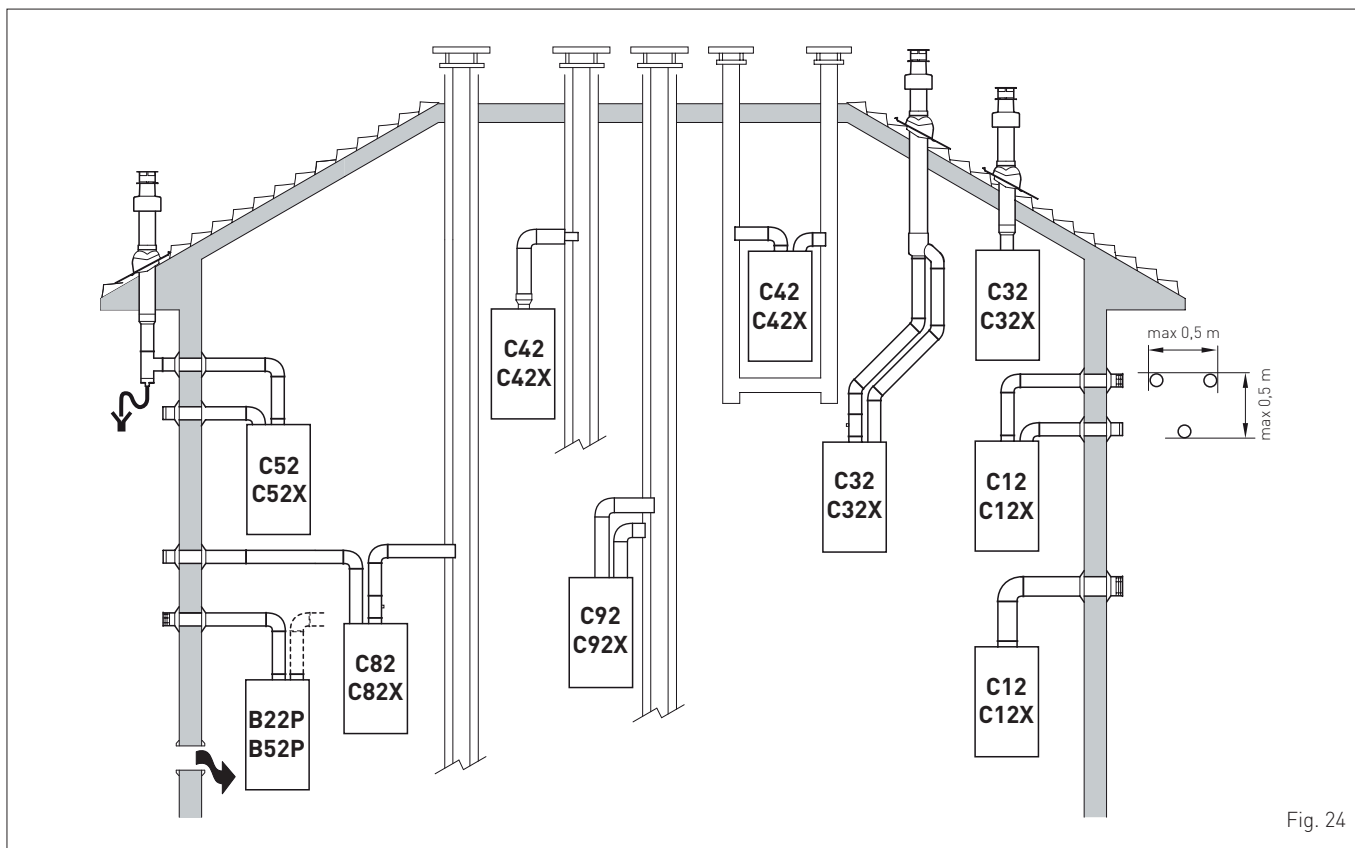 C42
C42X
C42
C42X
C32
C32X
max 0,5 m
max 0,5 m
C52
C52X
C32
C32X
C12
C12X
C82
C82X
C92
C92X
C12
C12X
B22P
B52P
Fig. 24